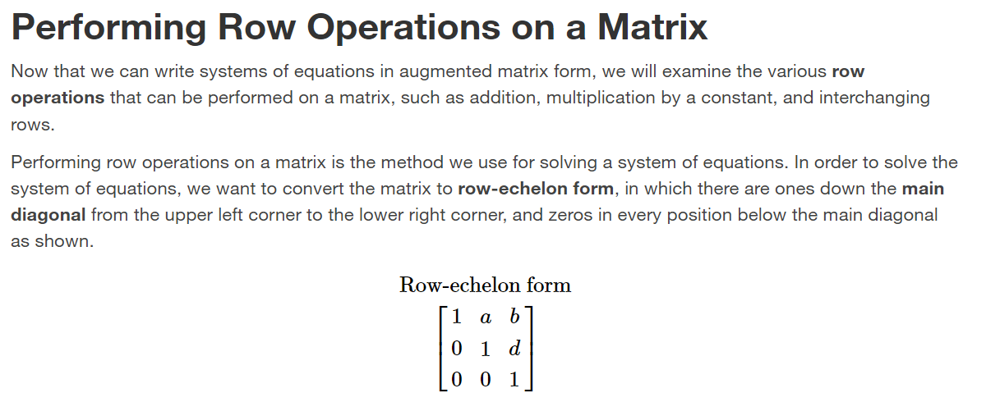 Performing Row Operations on a Matrix
Now that we can write systems of equations in augmented matrix form, we will examine the various row
operations that can be performed on a matrix, such as addition, multiplication by a constant, and interchanging
rows.
Performing row operations on a matrix is the method we use for solving a system of equations. In order to solve the
system of equations, we want to convert the matrix to row-echelon form, in which there are ones down the main
diagonal from the upper left corner to the lower right corner, and zeros in every position below the main diagonal
as shown.
Row-echelon form
1 a b
0 1 d
0 0 1